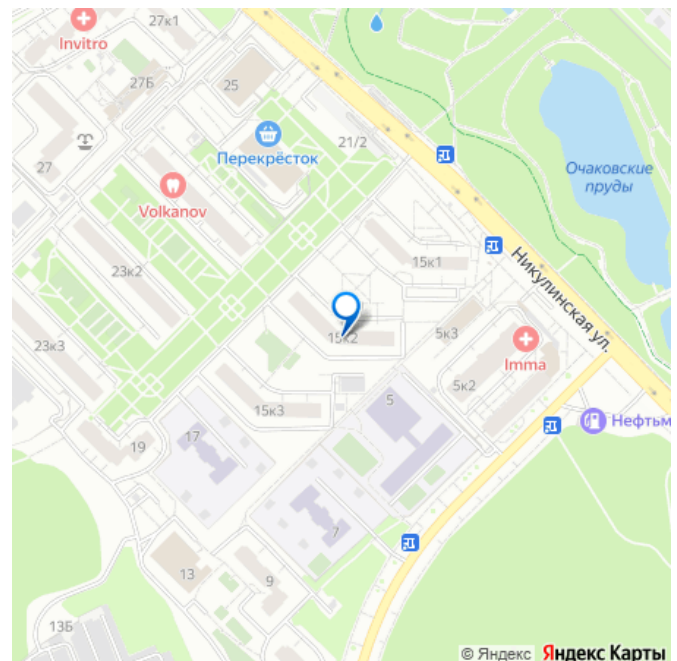 27к1
Invitro
27Б
25
21/2
Перекрёсток
27
Volkanov
Очаковские
пруды
23к2
15к1
Никулинская ул.
23к3
15к2
5к3
Imma
5к2
15к3
5
17
19
Нефтьм
7
13
9
13Б
© Яндекс Яндекс Карты